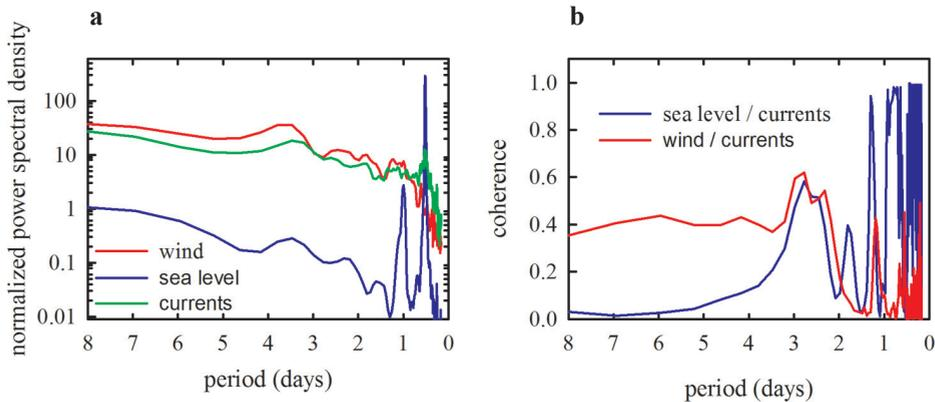 a
normalized power spectral density
100
10
1
0.1
0.01
wind
sea level
currents
8 7 6 5 4 3 2 1 0
period (days)
b
coherence
1.0
0.8
0.6
0.4
0.2
0.0
sea level / currents
wind / currents
8 7 6 5 4 3 2 1 0
period (days)